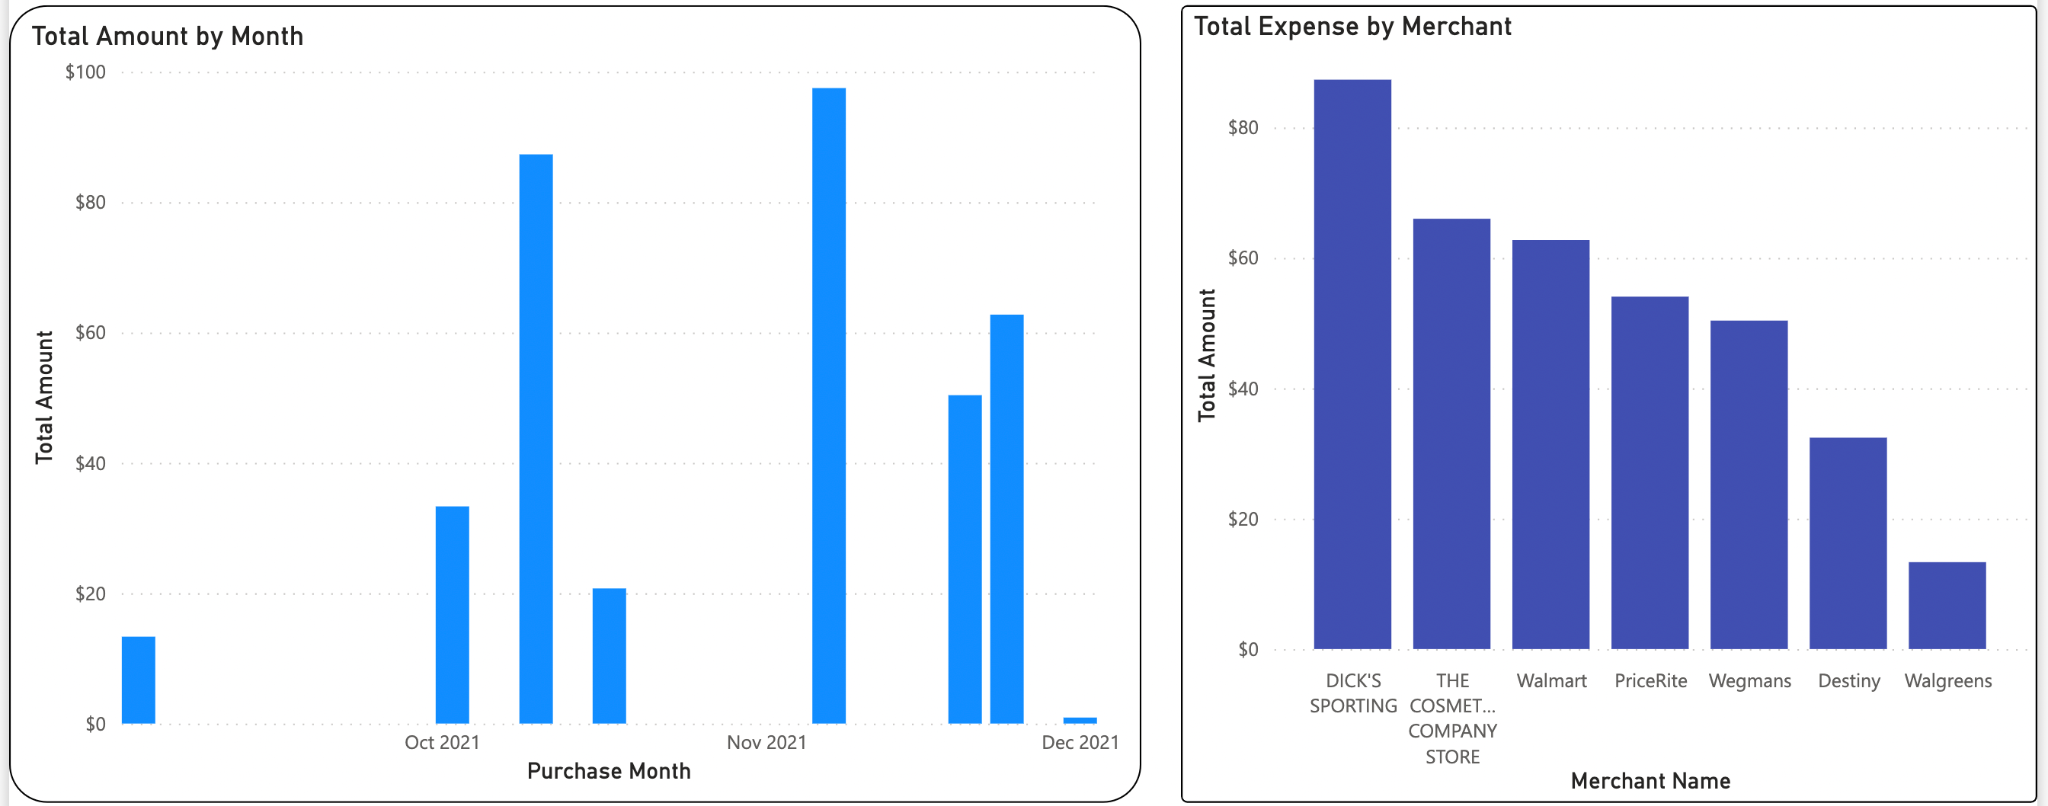 Total Amount by Month
$100
$80
$60
$40
$20
$0
Total Amount
Oct 2021
Nov 2021
Dec 2021
Purchase Month
Total Expense by Merchant
$80
$60
$40
$20
$0
Total Amount
DICK'S
SPORTING
THE
COSMET...
COMPANY
STORE
Walmart
PriceRite
Wegmans
Destiny
Walgreens
Merchant Name